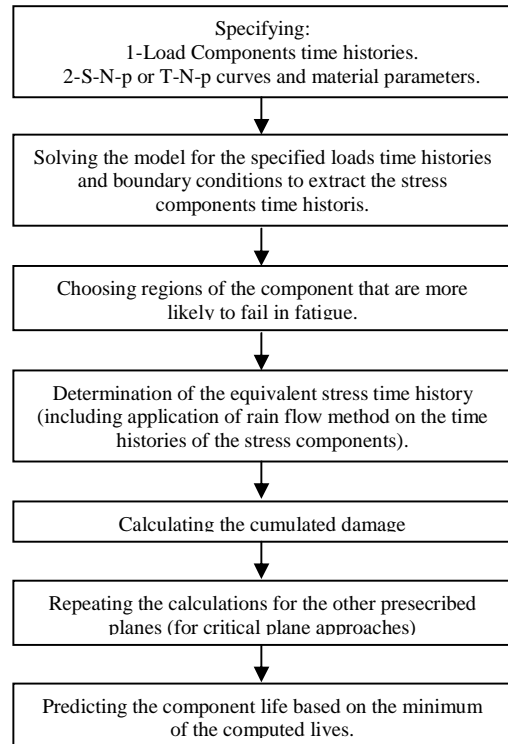 Specifying:
1-Load Components time histories.
2-S-N-p or T-N-p curves and material parameters.
Solving the model for the specified loads time histories
and boundary conditions to extract the stress
components time historis.
Choosing regions of the component that are more
likely to fail in fatigue.
Determination of the equivalent stress time history
(including application of rain flow method on the time
histories of the stress components).
Calculating the cumulated damage
Repeating the calculations for the other presecribed
planes (for critical plane approaches)
Predicting the component life based on the minimum
of the computed lives.